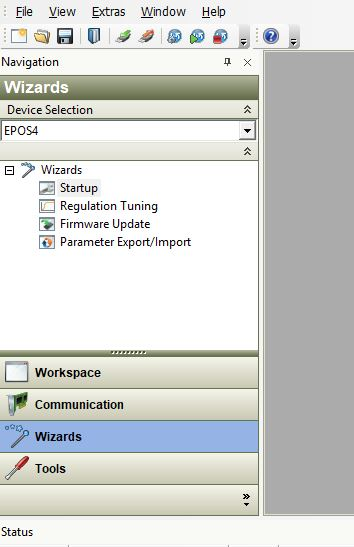 File View Extras Window Help
Navigation
Wizards
Device Selection
EPOS4
Wizards
Startup
Regulation Tuning
Firmware Update
Parameter Export/Import
Workspace
Communication
Wizards
Tools
Status